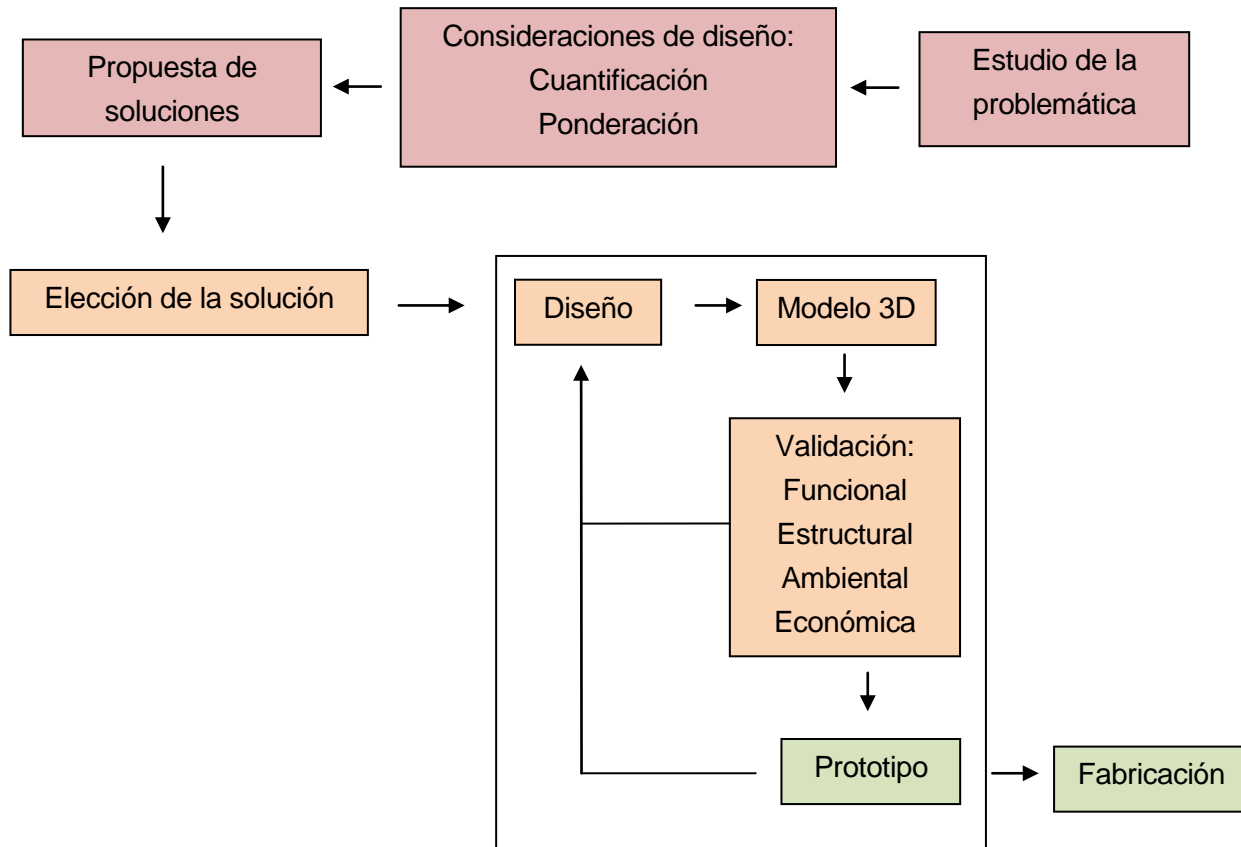 Propuesta de
soluciones
Consideraciones de diseño:
Cuantificación
Ponderación
Estudio de la
problemática
Elección de la solución
Diseño
Modelo 3D
Validación:
Funcional
Estructural
Ambiental
Económica
Prototipo
Fabricación